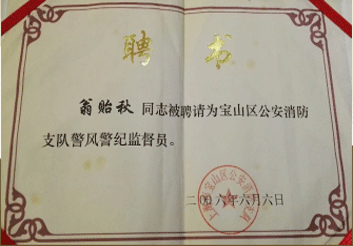 聘书
翁贻秋 同志被聘请为宝山区公安消防
支队警风警纪监督员。
二〇〇六年六月六日